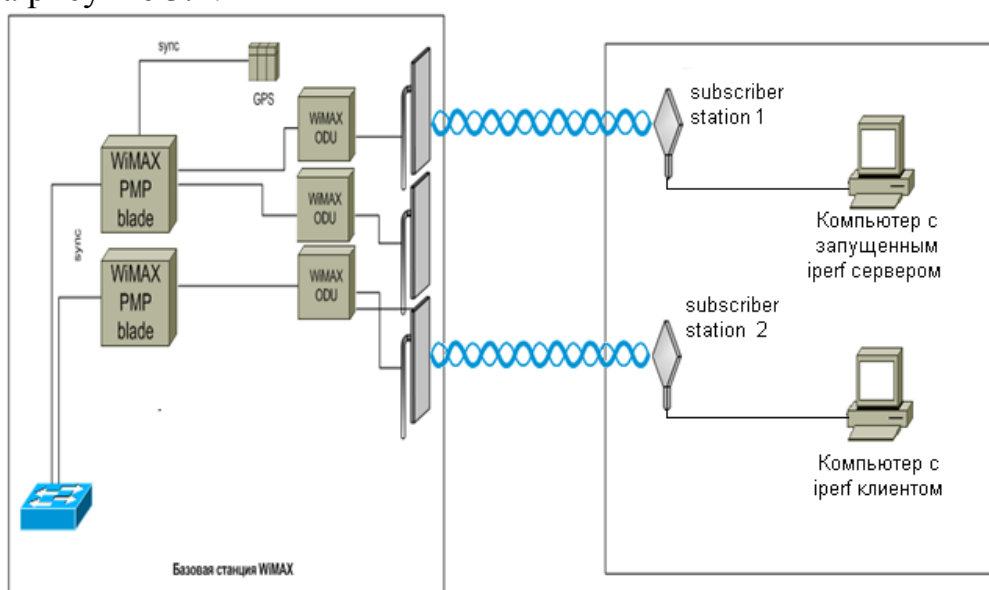 sync
GPS
WiMAX
ODU
WiMAX
PMP
blade
WiMAX
ODU
sync
WiMAX
PMP
blade
WiMAX
ODU
Базовая станция WiMAX
subscriber
station 1
Компьютер с
запущенным
iperf сервером
subscriber
station 2
Компьютер с
iperf клиентом